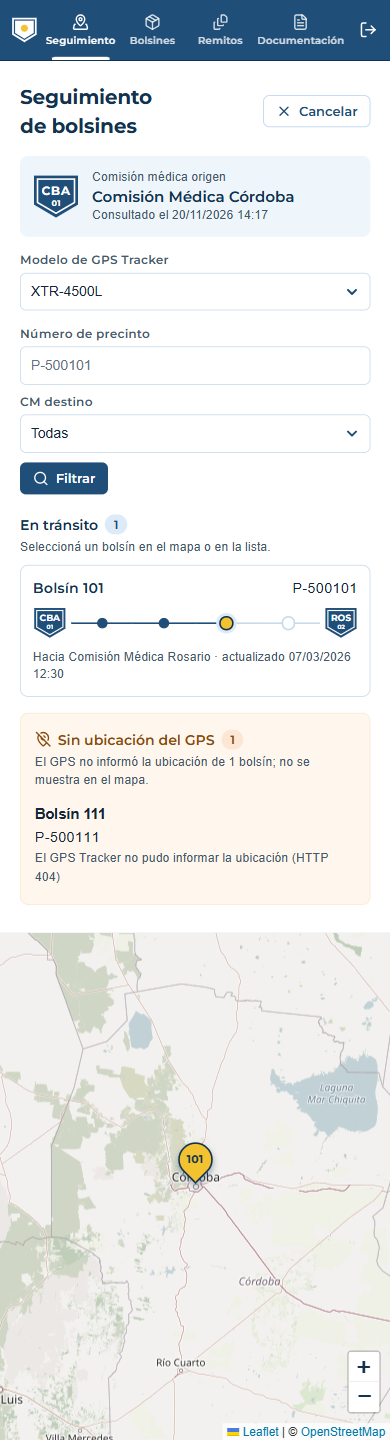 Seguimiento
Bolsines
Remitos
Documentación
Seguimiento
de bolsines
Cancelar
CBA
01
Comisión médica origen
Comisión Médica Córdoba
Consultado el 20/11/2026 14:17
Modelo de GPS Tracker
XTR-4500L
Número de precinto
P-500101
CM destino
Todas
Filtrar
En tránsito 1
Seleccioná un bolsín en el mapa o en la lista.
Bolsín 101 P-500101
CBA
01
ROS
02
Hacia Comisión Médica Rosario · actualizado 07/03/2026
12:30
Sin ubicación del GPS 1
El GPS no informó la ubicación de 1 bolsín; no se
muestra en el mapa.
Bolsín 111
P-500111
El GPS Tracker no pudo informar la ubicación (HTTP
404)
Laguna
Mar Chiquita
101
Córdoba
Córdoba
Río Cuarto
Luis
Villa Mercedes
+
−
Leaflet | © OpenStreetMap